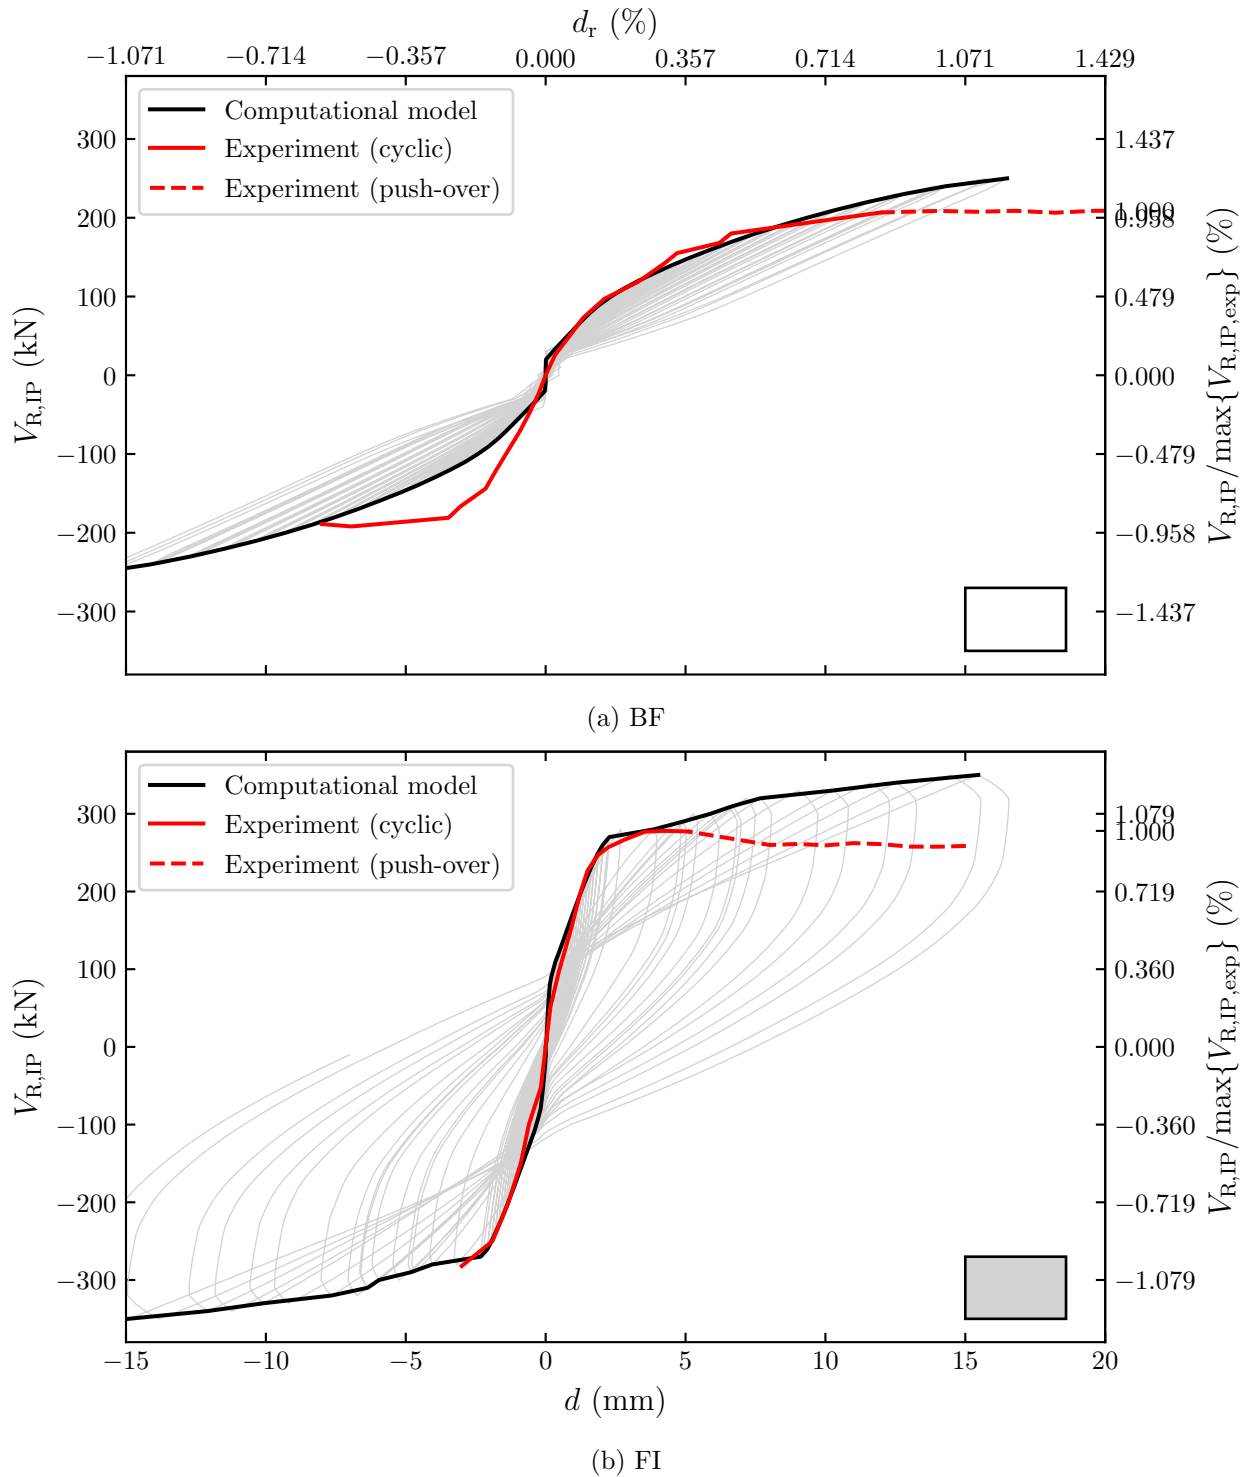 d_r (%)
−1.071 −0.714 −0.357 0.000 0.357 0.714 1.071 1.429
Computational model
Experiment (cyclic)
Experiment (push-over)
300 1.437
200 1.000 0.958
100 0.479
0 0.000
−100 −0.479
−200 −0.958
−300 −1.437
V_R,IP (kN)
V_R,IP/max{V_R,IP,exp} (%)
(a) BF
Computational model
Experiment (cyclic)
Experiment (push-over)
300 1.079
1.000
200 0.719
100 0.360
0 0.000
−100 −0.360
−200 −0.719
−300 −1.079
V_R,IP (kN)
V_R,IP/max{V_R,IP,exp} (%)
−15 −10 −5 0 5 10 15 20
d (mm)
(b) FI